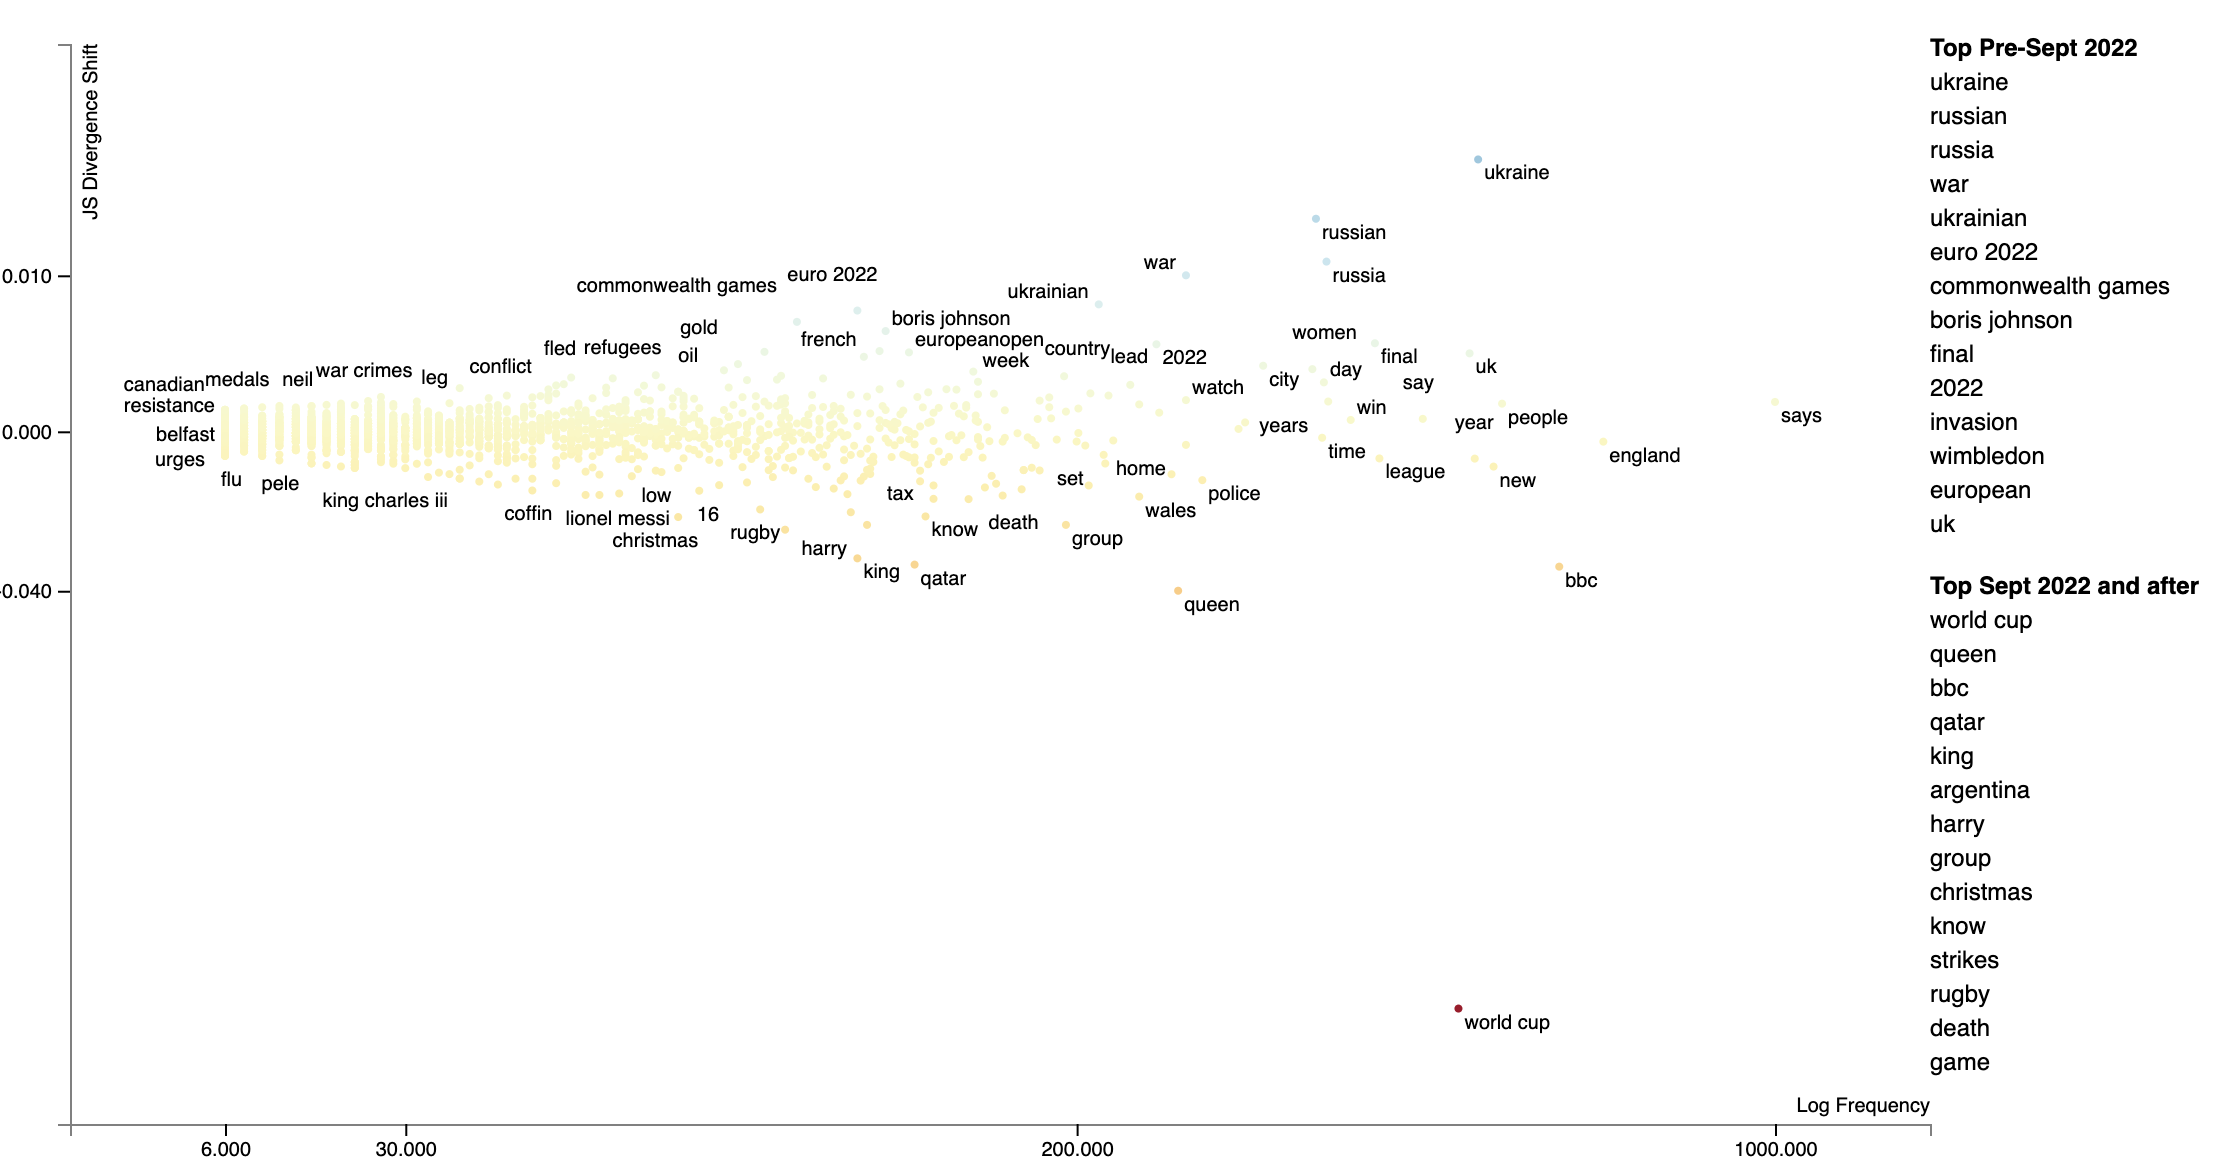 JS Divergence Shift
0.010
0.000
-0.040
ukraine
russian
russia
war
ukrainian
euro 2022
commonwealth games
boris johnson
gold
french
europeanopen
fled refugees
oil
week
country
lead
2022
women
final
uk
conflict
war crimes
leg
neil
medals
canadian
resistance
watch
city
day
say
win
years
year
people
says
belfast
urges
time
england
league
new
home
set
police
flu
pele
king charles iii
low
tax
wales
coffin
lionel messi
16
christmas
rugby
know
death
group
harry
king
qatar
bbc
queen
world cup
Log Frequency
6.000
30.000
200.000
1000.000
Top Pre-Sept 2022
ukraine
russian
russia
war
ukrainian
euro 2022
commonwealth games
boris johnson
final
2022
invasion
wimbledon
european
uk
Top Sept 2022 and after
world cup
queen
bbc
qatar
king
argentina
harry
group
christmas
know
strikes
rugby
death
game